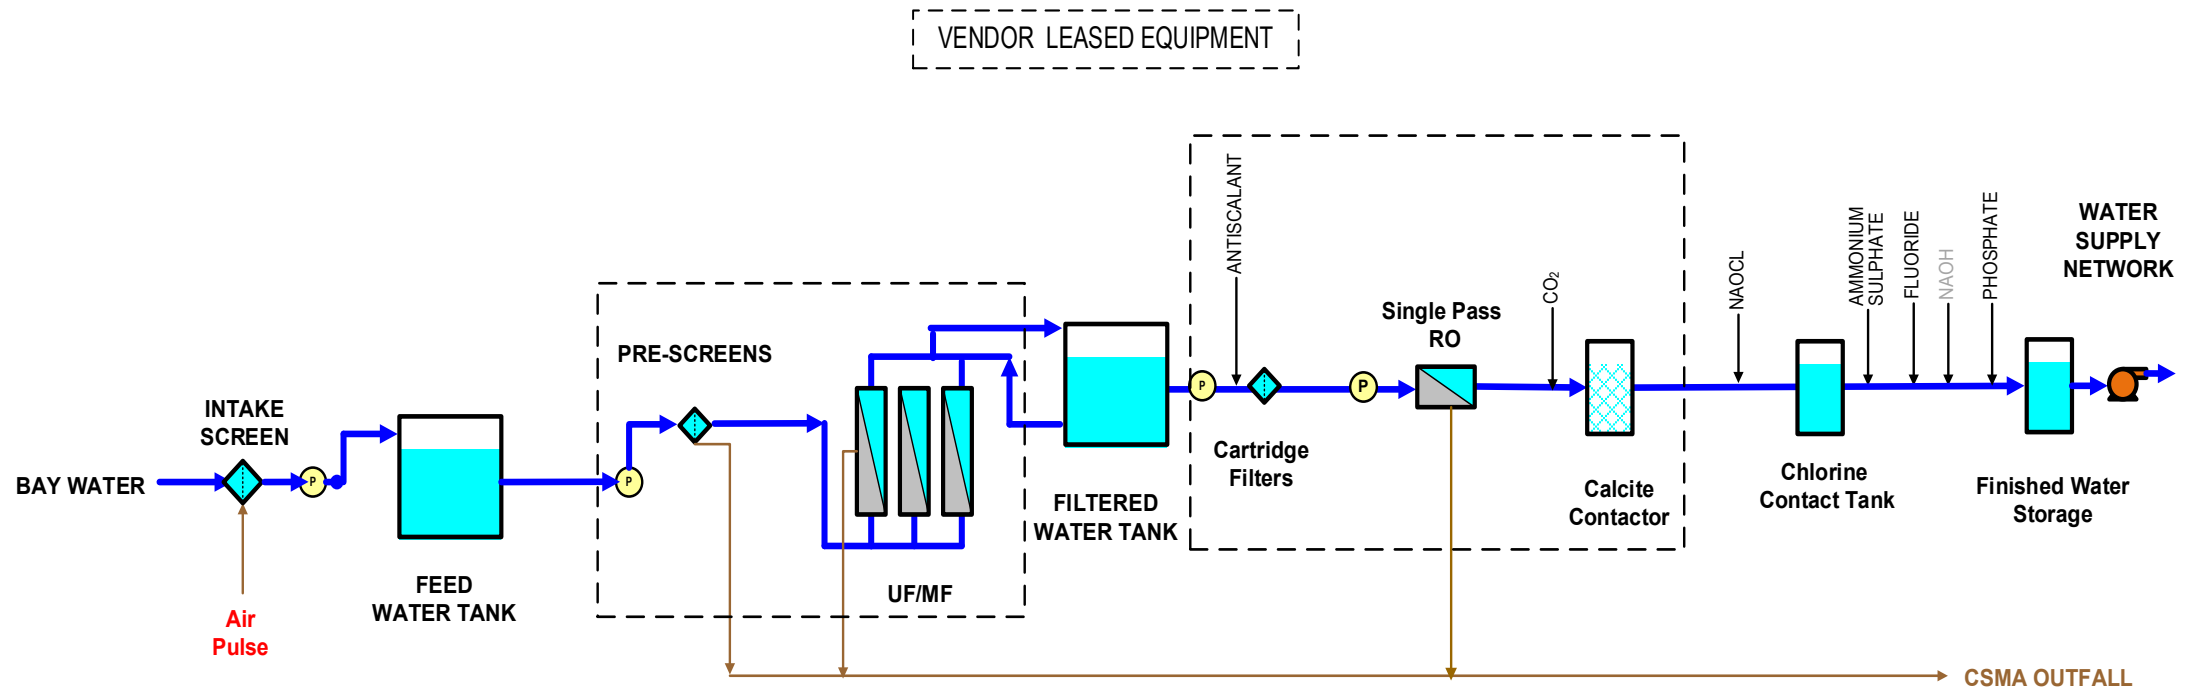 VENDOR LEASED EQUIPMENT
BAY WATER
INTAKE
SCREEN
Air
Pulse
P
FEED
WATER TANK
P
PRE-SCREENS
UF/MF
FILTERED
WATER TANK
P
ANTISCALANT
Cartridge
Filters
P
Single Pass
RO
CO₂
Calcite
Contactor
NAOCL
Chlorine
Contact Tank
AMMONIUM
SULPHATE
FLUORIDE
NAOH
PHOSPHATE
Finished Water
Storage
WATER
SUPPLY
NETWORK
CSMA OUTFALL